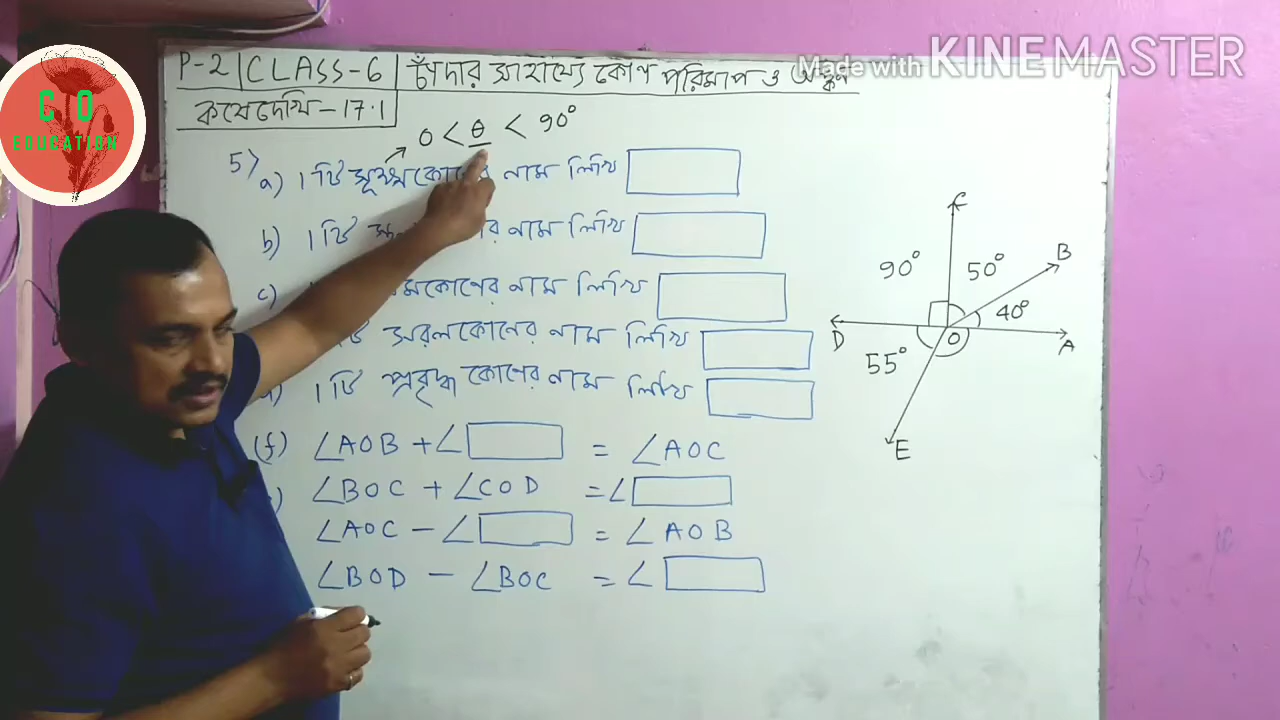 Made with KINEMASTER
CO
EDUCATION
P-2 | CLASS-6 | চাঁদার সাহায্যে কোণ পরিমাপ ও অঙ্কন
কষে দেখি - 17.1
0 < θ < 90°
5) a) 1টি সূক্ষ্মকোণের নাম লিখি
b) 1টি নাম লিখি
c) কোণের নাম লিখি
সরলকোণের নাম লিখি
1টি প্রবৃদ্ধ কোণের নাম লিখি
(f) ∠AOB + ∠ = ∠AOC
∠BOC + ∠COD = ∠
∠AOC - ∠ = ∠AOB
∠BOD - ∠BOC = ∠
C
B
90° 50°
40°
D O A
55°
E